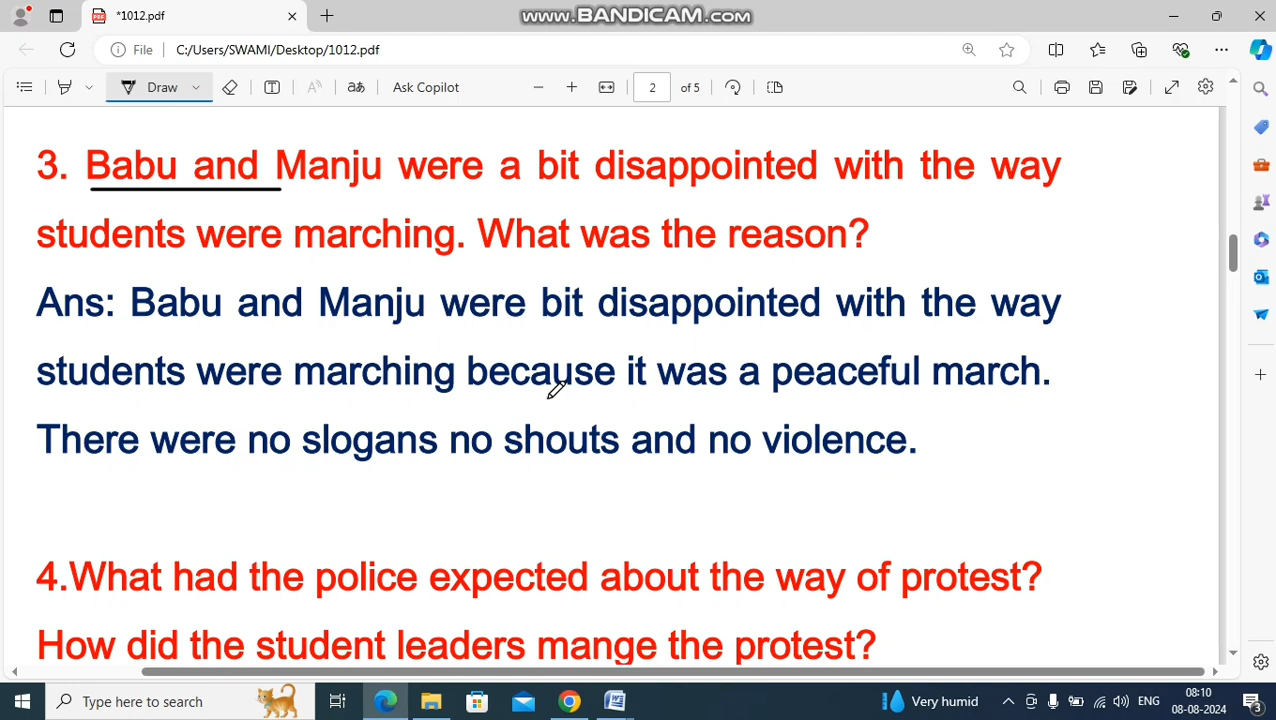 *1012.pdf
www.BANDICAM.com
File C:/Users/SWAMI/Desktop/1012.pdf
Draw Ask Copilot 2 of 5
3. Babu and Manju were a bit disappointed with the way
students were marching. What was the reason?
Ans: Babu and Manju were bit disappointed with the way
students were marching because it was a peaceful march.
There were no slogans no shouts and no violence.
4.What had the police expected about the way of protest?
How did the student leaders mange the protest?
Type here to search Very humid ENG 08:10
08-08-2024 3